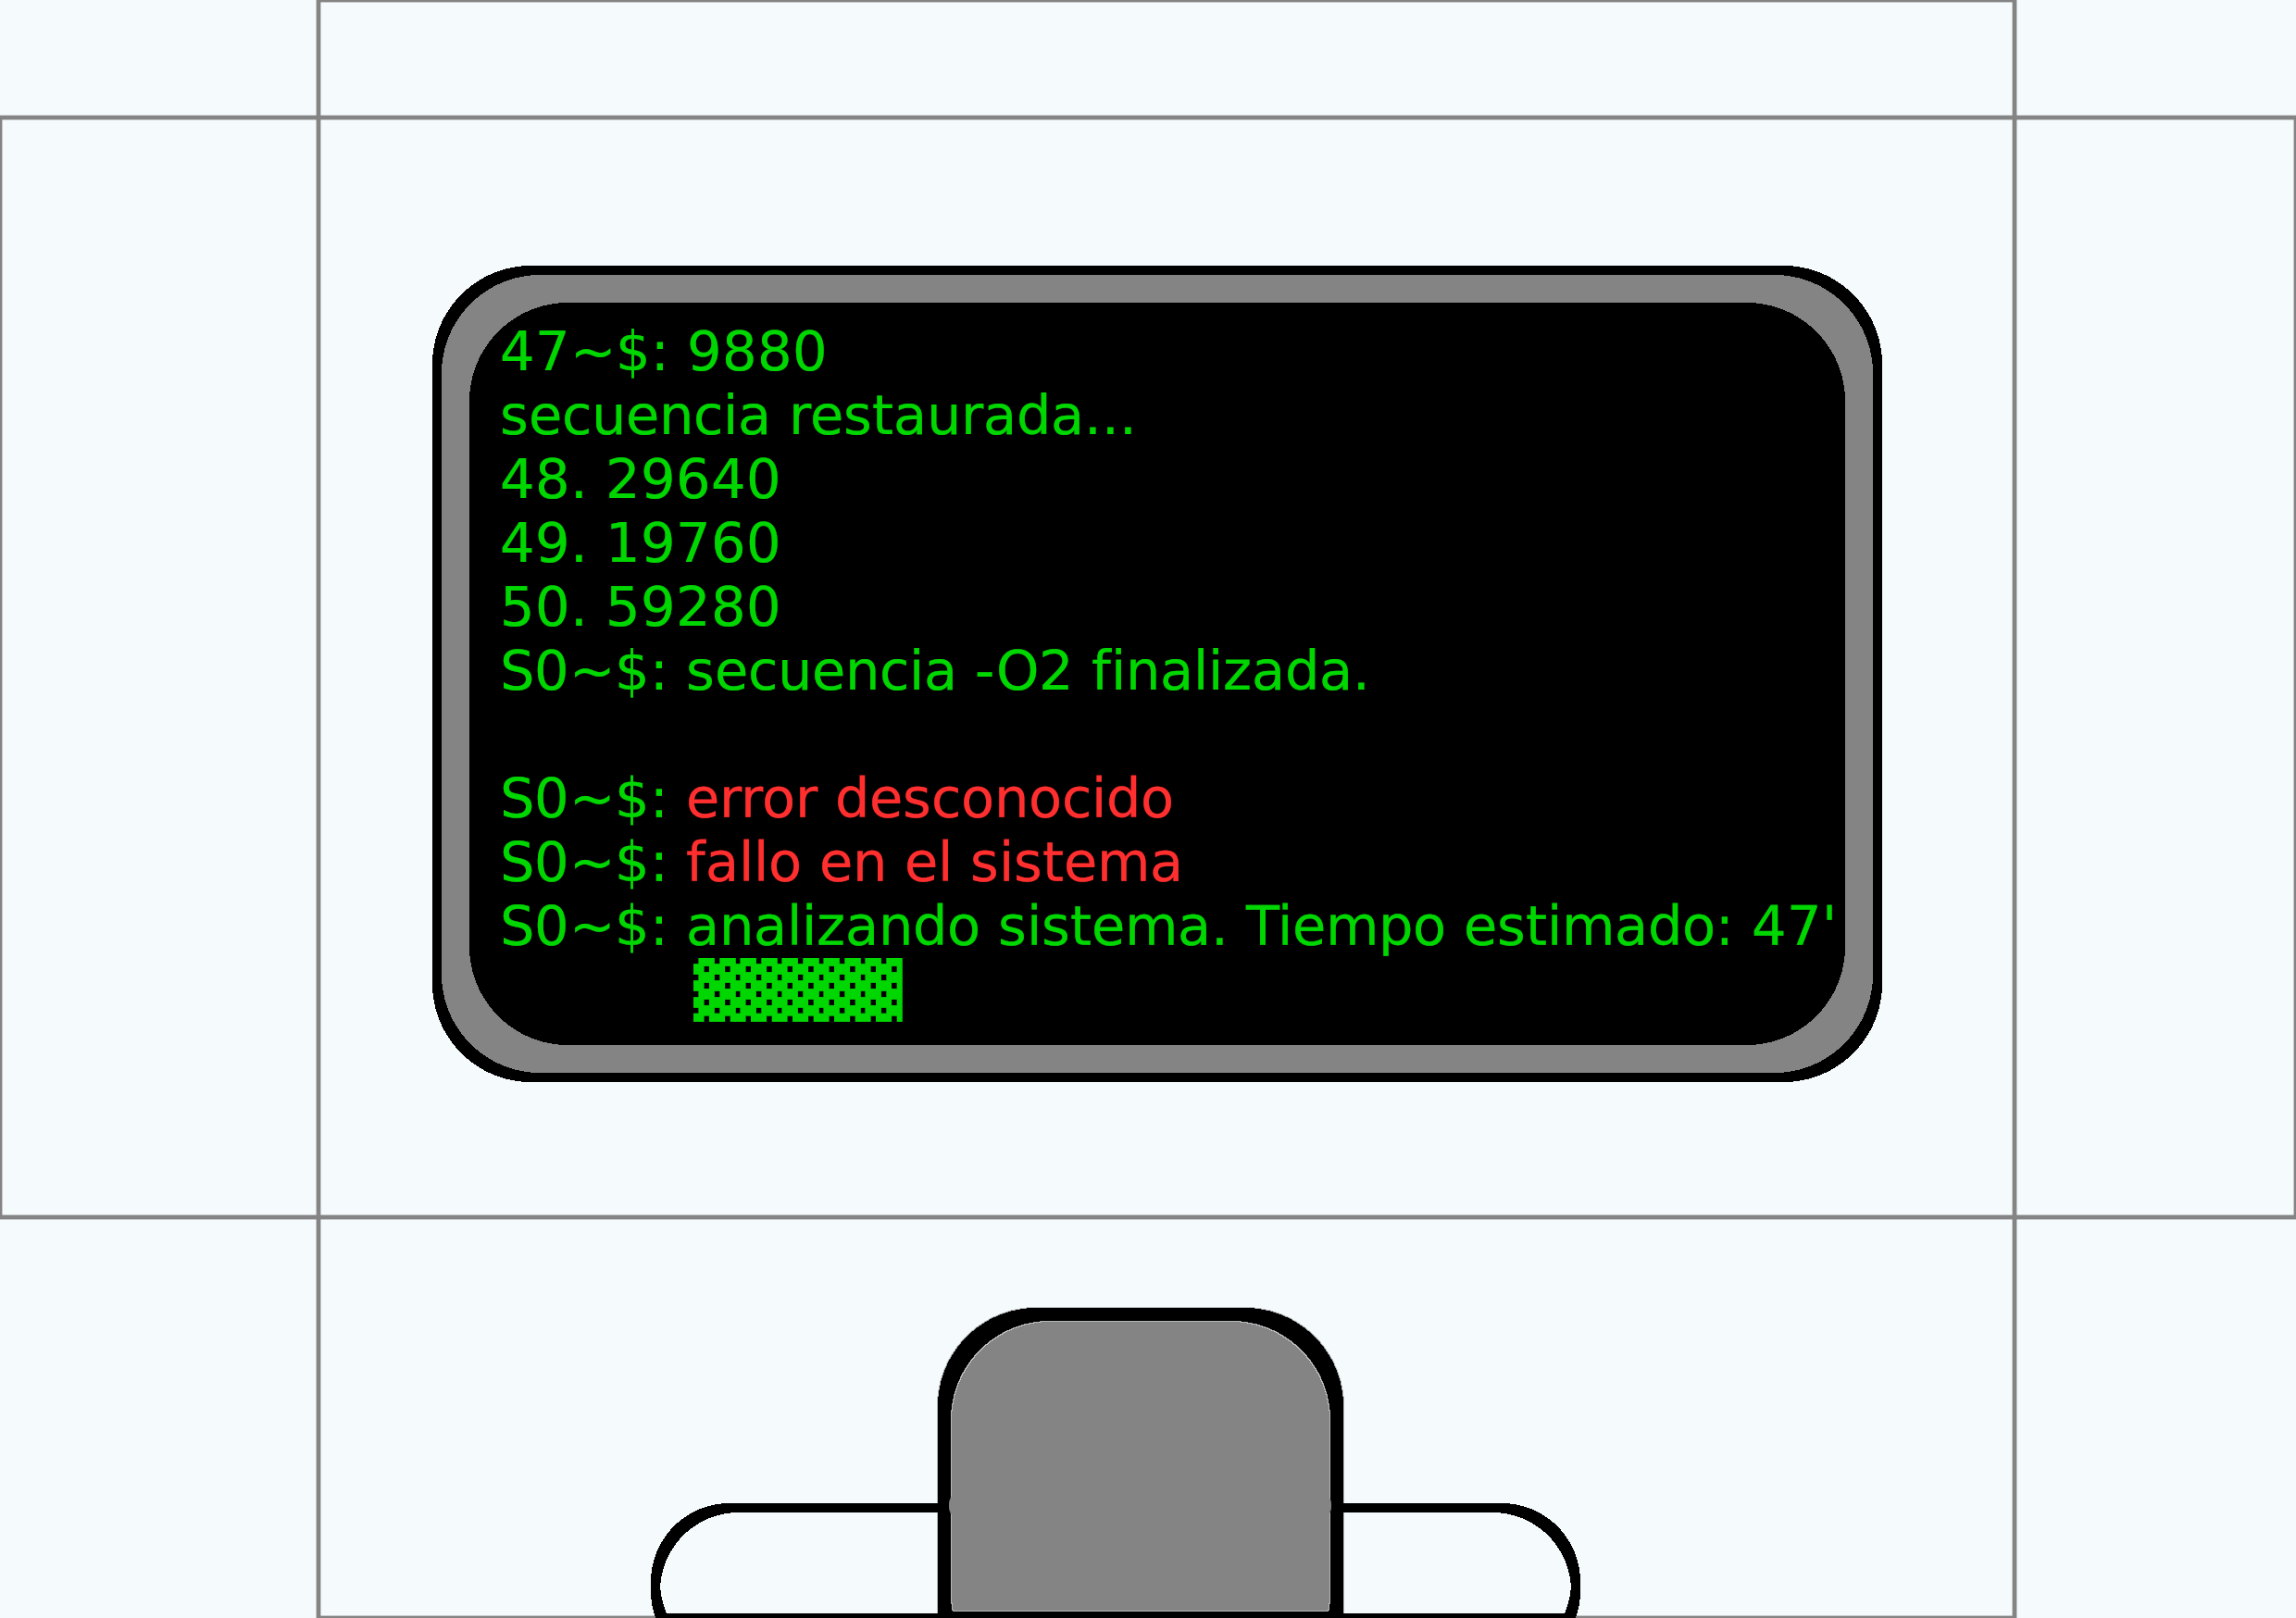 47~$: 9880
secuencia restaurada...
48. 29640
49. 19760
50. 59280
S0~$: secuencia -O2 finalizada.
S0~$: error desconocido
S0~$: fallo en el sistema
S0~$: analizando sistema. Tiempo estimado: 47'